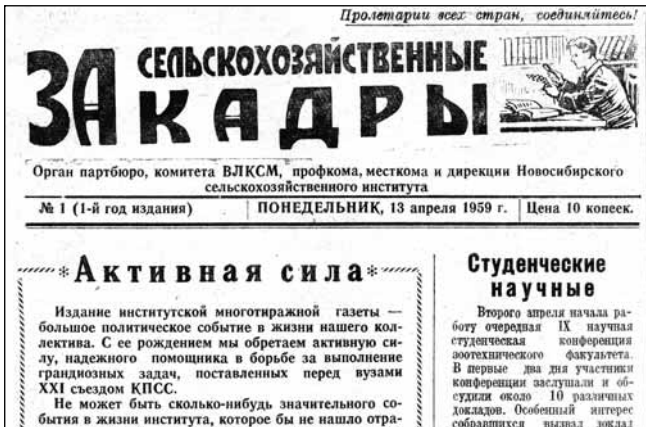 Пролетарии всех стран, соединяйтесь!
ЗА СЕЛЬСКОХОЗЯЙСТВЕННЫЕ
КАДРЫ
Орган партбюро, комитета ВЛКСМ, профкома, месткома и дирекции Новосибирского
сельскохозяйственного института
№ 1 (1-й год издания)
ПОНЕДЕЛЬНИК, 13 апреля 1959 г.
Цена 10 копеек.
*Активная сила*
Издание институтской многотиражной газеты —
большое политическое событие в жизни нашего кол-
лектива. С ее рождением мы обретаем активную си-
лу, надежного помощника в борьбе за выполнение
грандиозных задач, поставленных перед вузами
XXI съездом КПСС.
Не может быть сколько-нибудь значительного со-
бытия в жизни института, которое бы не нашло отра-
Студенческие
научные
Второго апреля начала ра-
боту очередная IX научная
студенческая конференция
зоотехнического факультета.
В первые два дня участники
конференции заслушали и об-
судили около 10 различных
докладов. Особенный интерес
собравшихся вызвал доклад